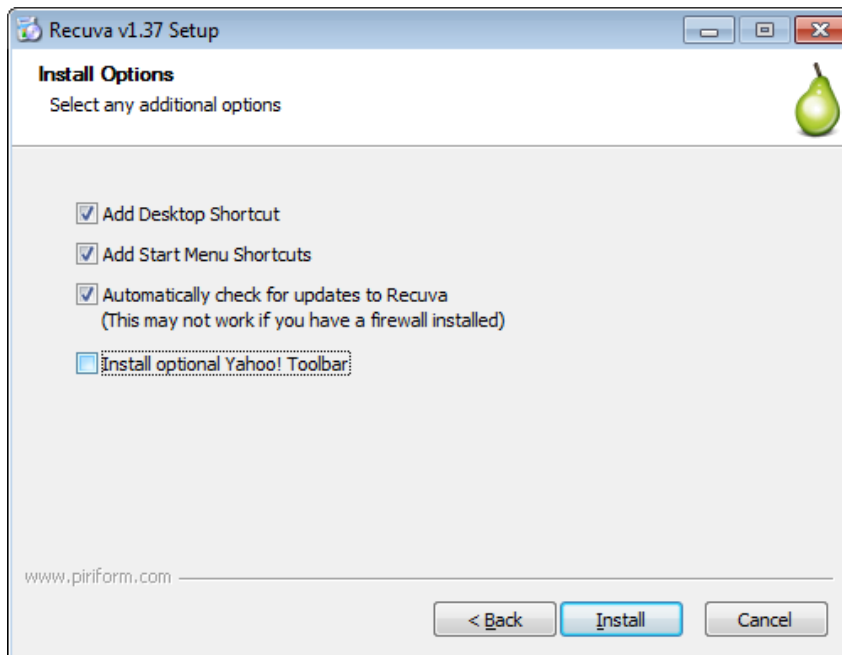 Recuva v1.37 Setup
Install Options
Select any additional options
Add Desktop Shortcut
Add Start Menu Shortcuts
Automatically check for updates to Recuva
(This may not work if you have a firewall installed)
Install optional Yahoo! Toolbar
www.piriform.com
< Back Install Cancel